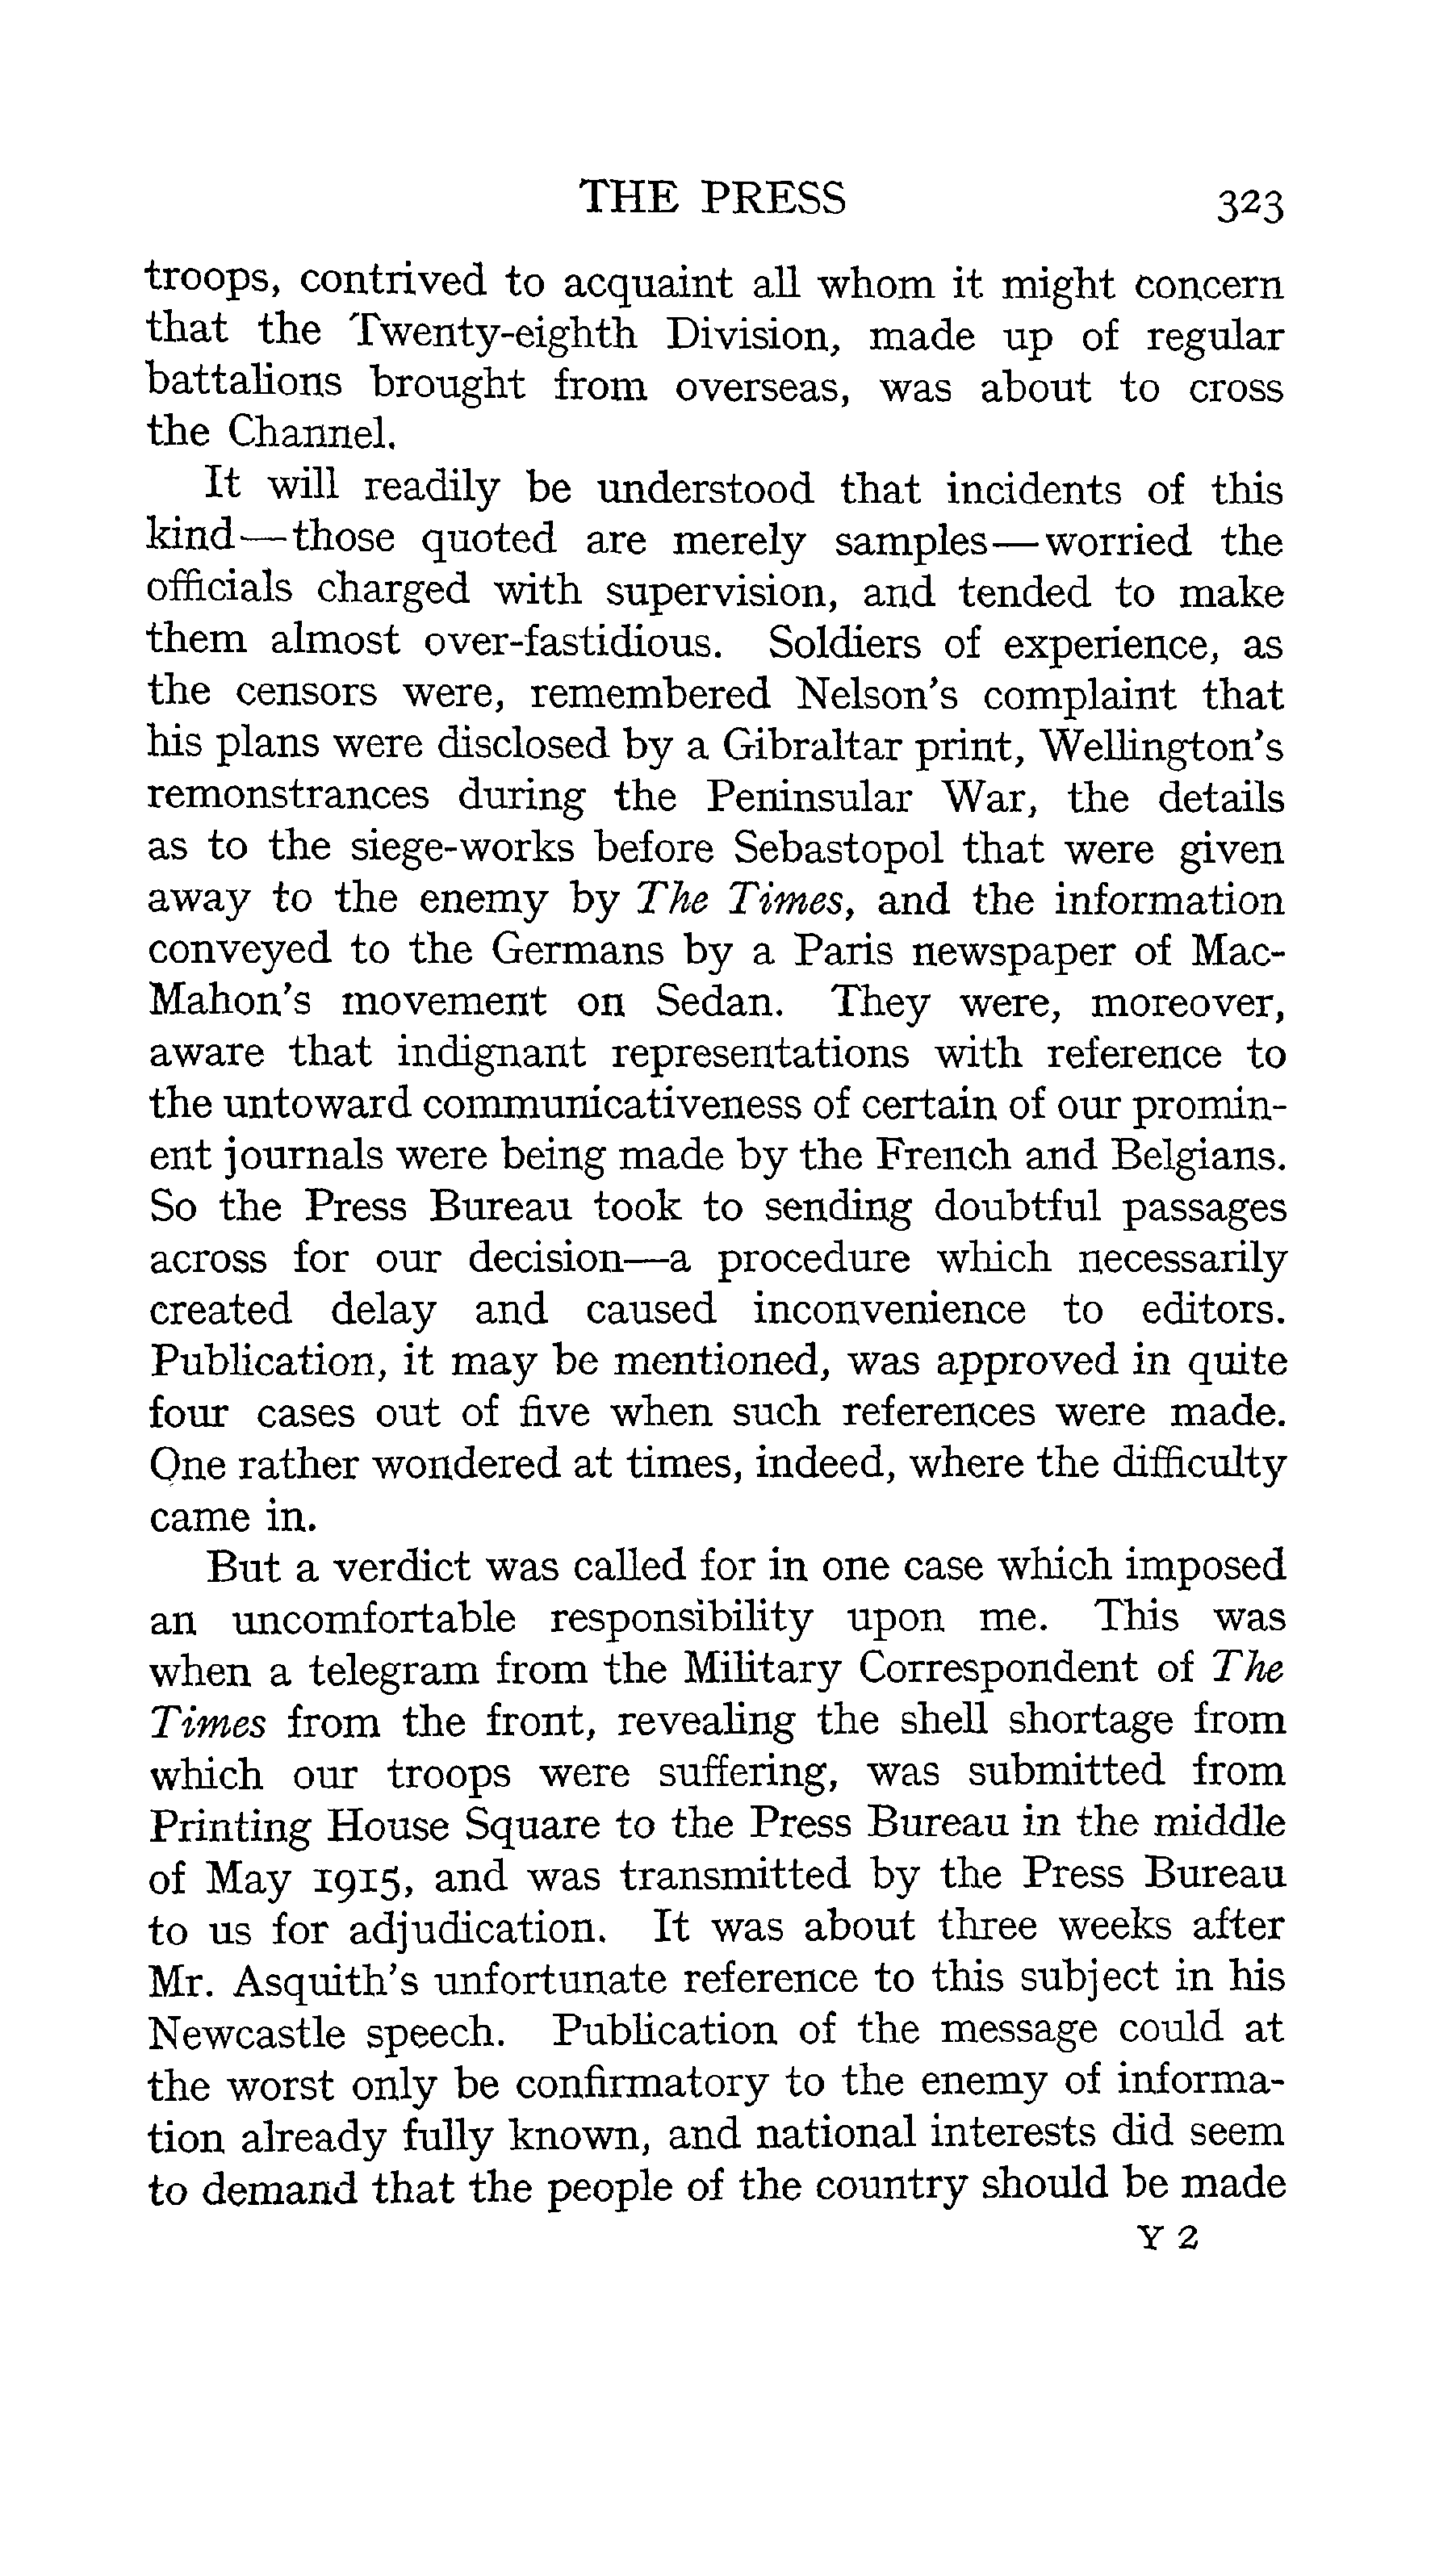 THE PRESS 323
troops, contrived to acquaint all whom it might concern
that the Twenty-eighth Division, made up of regular
battalions brought from overseas, was about to cross
the Channel.
It will readily be understood that incidents of this
kind—those quoted are merely samples—worried the
officials charged with supervision, and tended to make
them almost over-fastidious. Soldiers of experience, as
the censors were, remembered Nelson's complaint that
his plans were disclosed by a Gibraltar print, Wellington's
remonstrances during the Peninsular War, the details
as to the siege-works before Sebastopol that were given
away to the enemy by The Times, and the information
conveyed to the Germans by a Paris newspaper of Mac-
Mahon's movement on Sedan. They were, moreover,
aware that indignant representations with reference to
the untoward communicativeness of certain of our promin-
ent journals were being made by the French and Belgians.
So the Press Bureau took to sending doubtful passages
across for our decision—a procedure which necessarily
created delay and caused inconvenience to editors.
Publication, it may be mentioned, was approved in quite
four cases out of five when such references were made.
One rather wondered at times, indeed, where the difficulty
came in.
But a verdict was called for in one case which imposed
an uncomfortable responsibility upon me. This was
when a telegram from the Military Correspondent of The
Times from the front, revealing the shell shortage from
which our troops were suffering, was submitted from
Printing House Square to the Press Bureau in the middle
of May 1915, and was transmitted by the Press Bureau
to us for adjudication. It was about three weeks after
Mr. Asquith's unfortunate reference to this subject in his
Newcastle speech. Publication of the message could at
the worst only be confirmatory to the enemy of informa-
tion already fully known, and national interests did seem
to demand that the people of the country should be made
Y 2